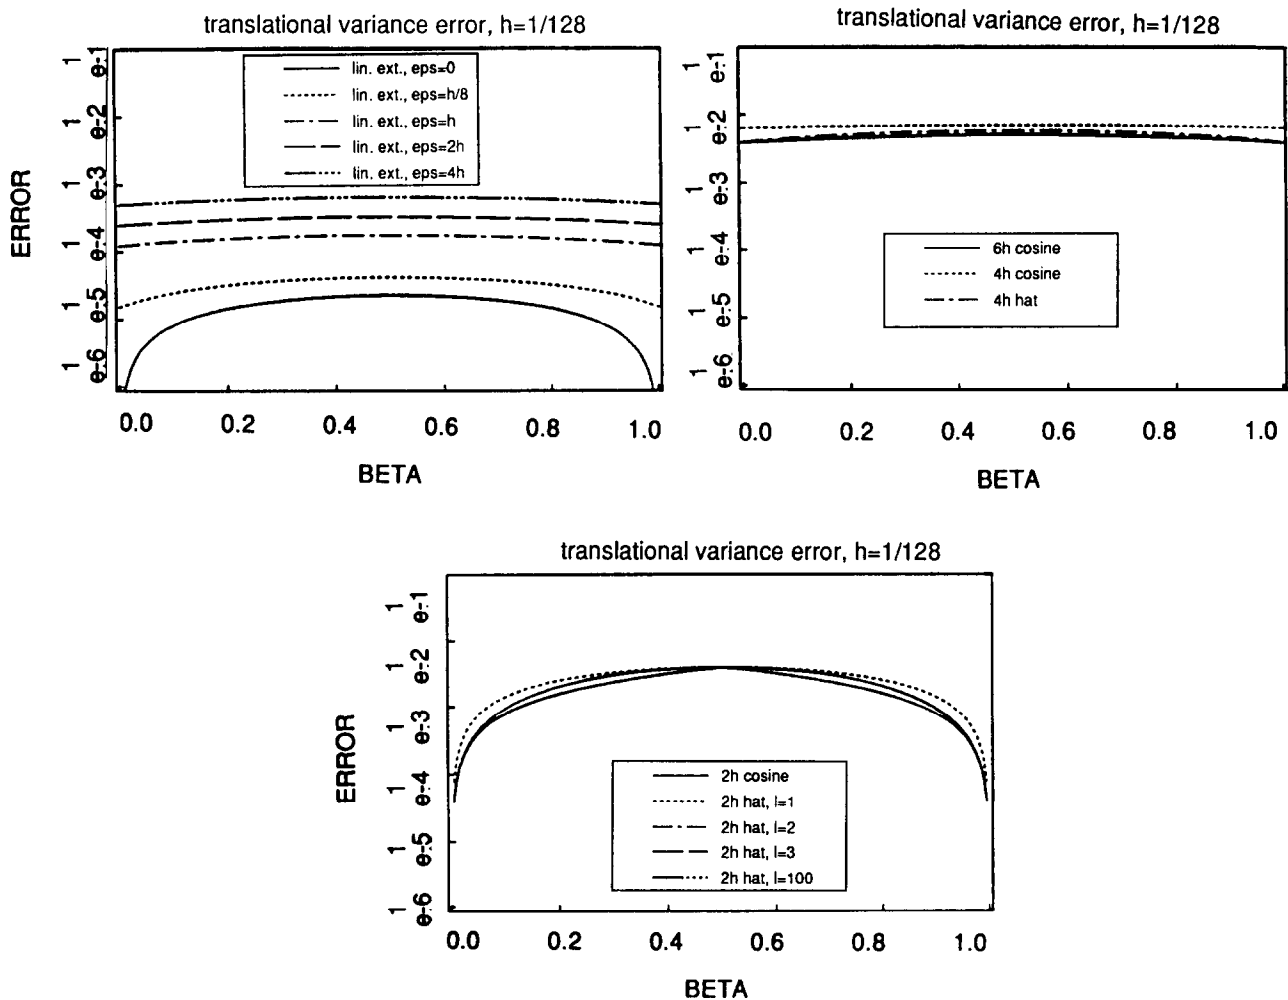 translational variance error, h=1/128
1 e-1
1 e-2
1 e-3
1 e-4
1 e-5
1 e-6
ERROR
lin. ext., eps=0
lin. ext., eps=h/8
lin. ext., eps=h
lin. ext., eps=2h
lin. ext., eps=4h
0.0 0.2 0.4 0.6 0.8 1.0
BETA
translational variance error, h=1/128
1 e-1
1 e-2
1 e-3
1 e-4
1 e-5
1 e-6
6h cosine
4h cosine
4h hat
0.0 0.2 0.4 0.6 0.8 1.0
BETA
translational variance error, h=1/128
1 e-1
1 e-2
1 e-3
1 e-4
1 e-5
1 e-6
ERROR
2h cosine
2h hat, l=1
2h hat, l=2
2h hat, l=3
2h hat, l=100
0.0 0.2 0.4 0.6 0.8 1.0
BETA